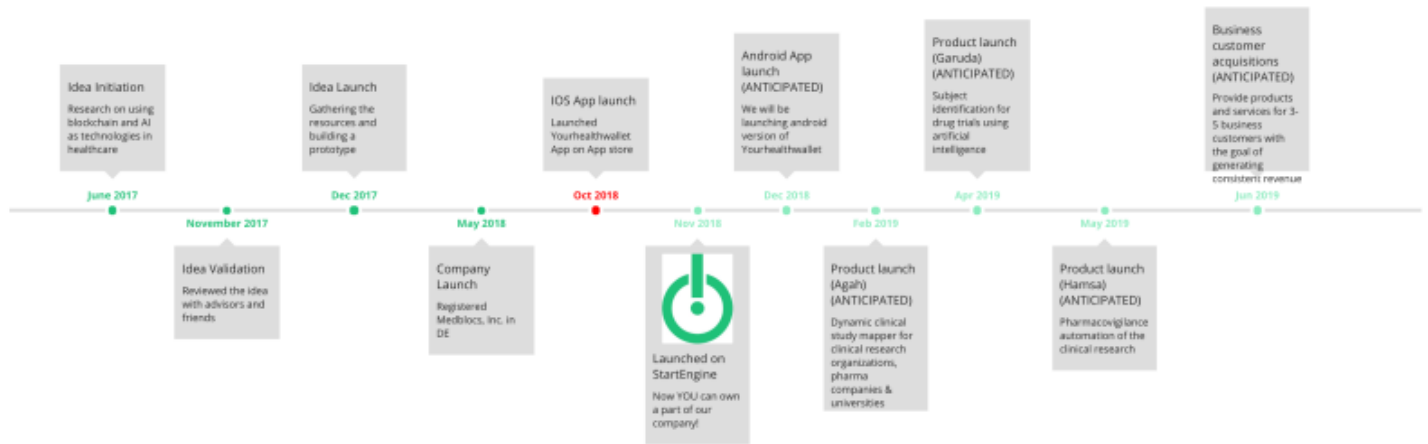 Idea Initiation
Research on using
blockchain and AI
as technologies in
healthcare
June 2017
November 2017
Idea Validation
Reviewed the idea
with advisors and
friends
Idea Launch
Gathering the
resources and
building a
prototype
Dec 2017
May 2018
Company
Launch
Registered
Medblocs, Inc. in
DE
IOS App launch
Launched
Yourhealthwallet
App on App store
Oct 2018
Nov 2018
Launched on
StartEngine
Now YOU can own
a part of our
company!
Android App
launch
(ANTICIPATED)
We will be
launching android
version of
Yourhealthwallet
Dec 2018
Feb 2019
Product launch
(Agah)
(ANTICIPATED)
Dynamic clinical
study mapper for
clinical research
organizations,
pharma
companies &
universities
Product launch
(Garuda)
(ANTICIPATED)
Subject
identification for
drug trials using
artificial
intelligence
Apr 2019
May 2019
Product launch
(Hamsa)
(ANTICIPATED)
Pharmacovigilance
automation of the
clinical research
Business
customer
acquisitions
(ANTICIPATED)
Provide products
and services for 3-
5 business
customers with
the goal of
generating
consistent revenue
Jun 2019